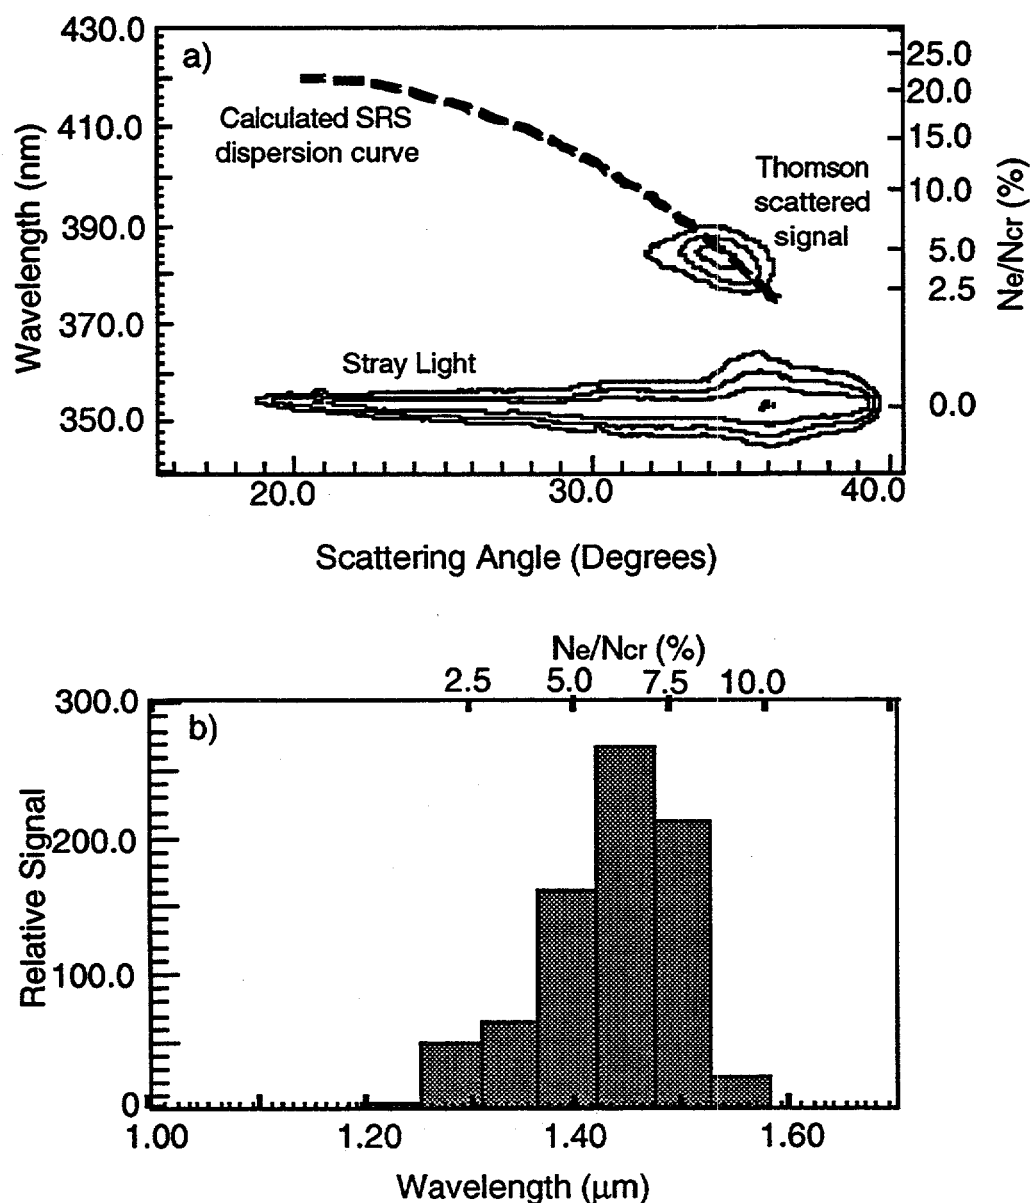 a)
430.0
410.0
390.0
370.0
350.0
Wavelength (nm)
Calculated SRS
dispersion curve
Thomson
scattered
signal
Stray Light
25.0
20.0
15.0
10.0
5.0
2.5
0.0
Ne/Ncr (%)
20.0
30.0
40.0
Scattering Angle (Degrees)
Ne/Ncr (%)
2.5
5.0
7.5
10.0
b)
300.0
200.0
100.0
0
Relative Signal
1.00
1.20
1.40
1.60
Wavelength (μm)